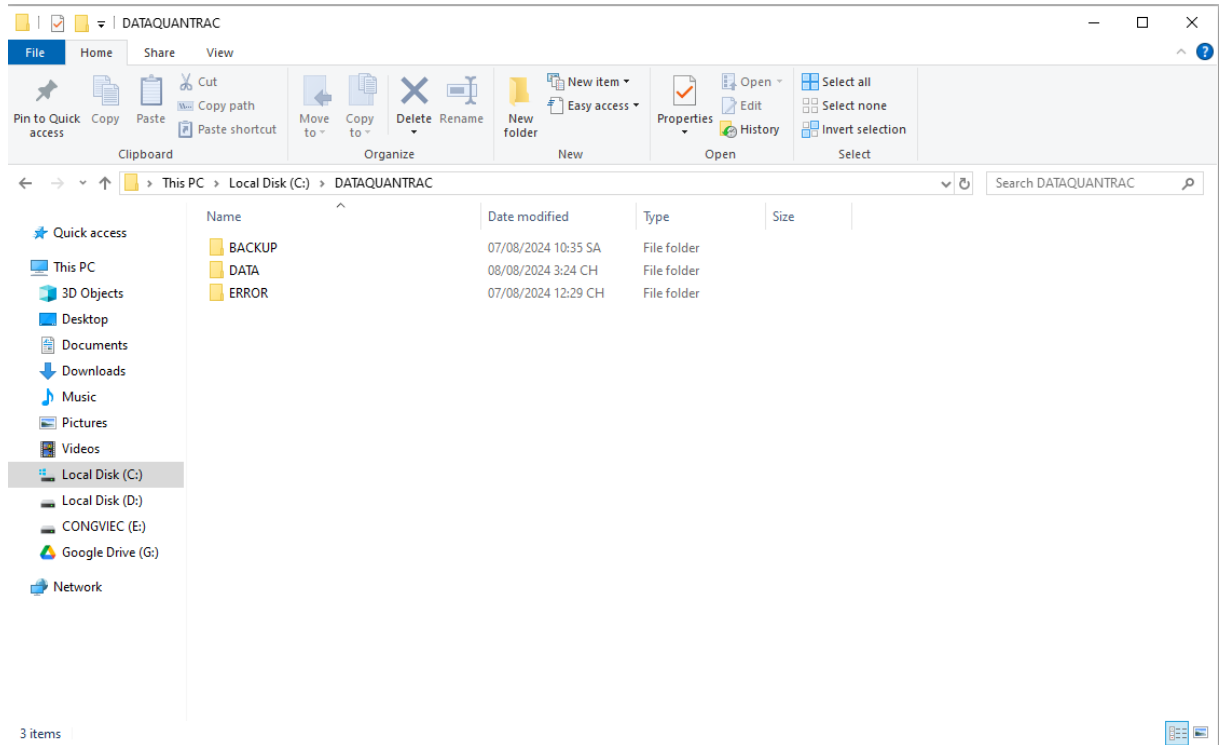 DATAQUANTRAC
File Home Share View
Pin to Quick access
Copy
Paste
Cut
Copy path
Paste shortcut
Clipboard
Move to
Copy to
Delete
Rename
Organize
New folder
New item
Easy access
New
Properties
Open
Edit
History
Open
Select all
Select none
Invert selection
Select
This PC > Local Disk (C:) > DATAQUANTRAC
Search DATAQUANTRAC
Quick access
This PC
3D Objects
Desktop
Documents
Downloads
Music
Pictures
Videos
Local Disk (C:)
Local Disk (D:)
CONGVIEC (E:)
Google Drive (G:)
Network
Name Date modified Type Size
BACKUP 07/08/2024 10:35 SA File folder
DATA 08/08/2024 3:24 CH File folder
ERROR 07/08/2024 12:29 CH File folder
3 items